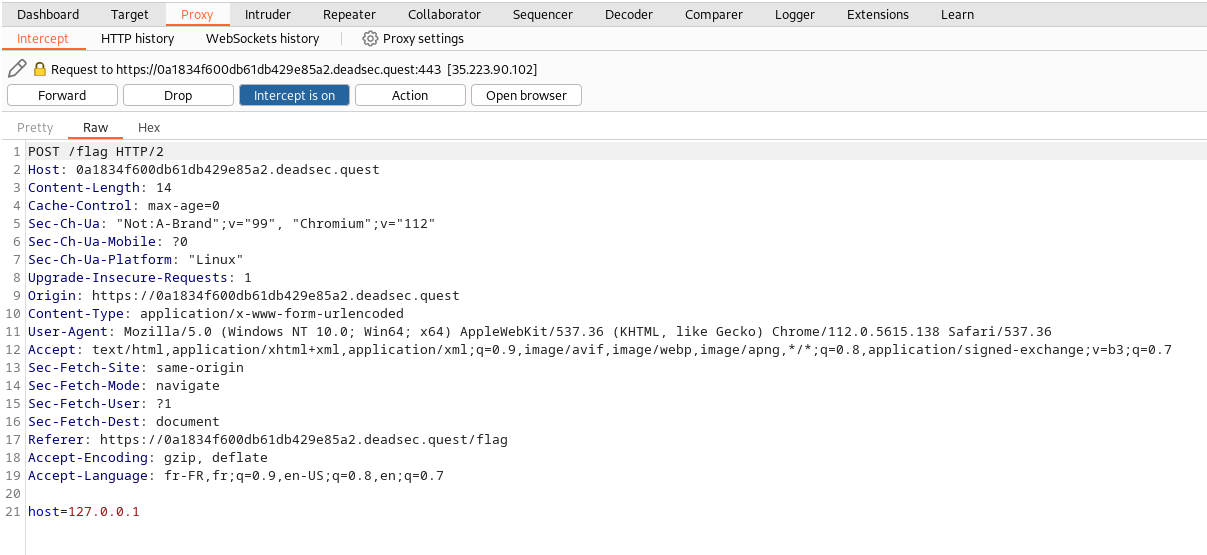 Dashboard Target Proxy Intruder Repeater Collaborator Sequencer Decoder Comparer Logger Extensions Learn
Intercept HTTP history WebSockets history Proxy settings
Request to https://0a1834f600db61db429e85a2.deadsec.quest:443 [35.223.90.102]
Forward Drop Intercept is on Action Open browser
Pretty Raw Hex
1 POST /flag HTTP/2
2 Host: 0a1834f600db61db429e85a2.deadsec.quest
3 Content-Length: 14
4 Cache-Control: max-age=0
5 Sec-Ch-Ua: "Not:A-Brand";v="99", "Chromium";v="112"
6 Sec-Ch-Ua-Mobile: ?0
7 Sec-Ch-Ua-Platform: "Linux"
8 Upgrade-Insecure-Requests: 1
9 Origin: https://0a1834f600db61db429e85a2.deadsec.quest
10 Content-Type: application/x-www-form-urlencoded
11 User-Agent: Mozilla/5.0 (Windows NT 10.0; Win64; x64) AppleWebKit/537.36 (KHTML, like Gecko) Chrome/112.0.5615.138 Safari/537.36
12 Accept: text/html,application/xhtml+xml,application/xml;q=0.9,image/avif,image/webp,image/apng,*/*;q=0.8,application/signed-exchange;v=b3;q=0.7
13 Sec-Fetch-Site: same-origin
14 Sec-Fetch-Mode: navigate
15 Sec-Fetch-User: ?1
16 Sec-Fetch-Dest: document
17 Referer: https://0a1834f600db61db429e85a2.deadsec.quest/flag
18 Accept-Encoding: gzip, deflate
19 Accept-Language: fr-FR,fr;q=0.9,en-US;q=0.8,en;q=0.7
20
21 host=127.0.0.1